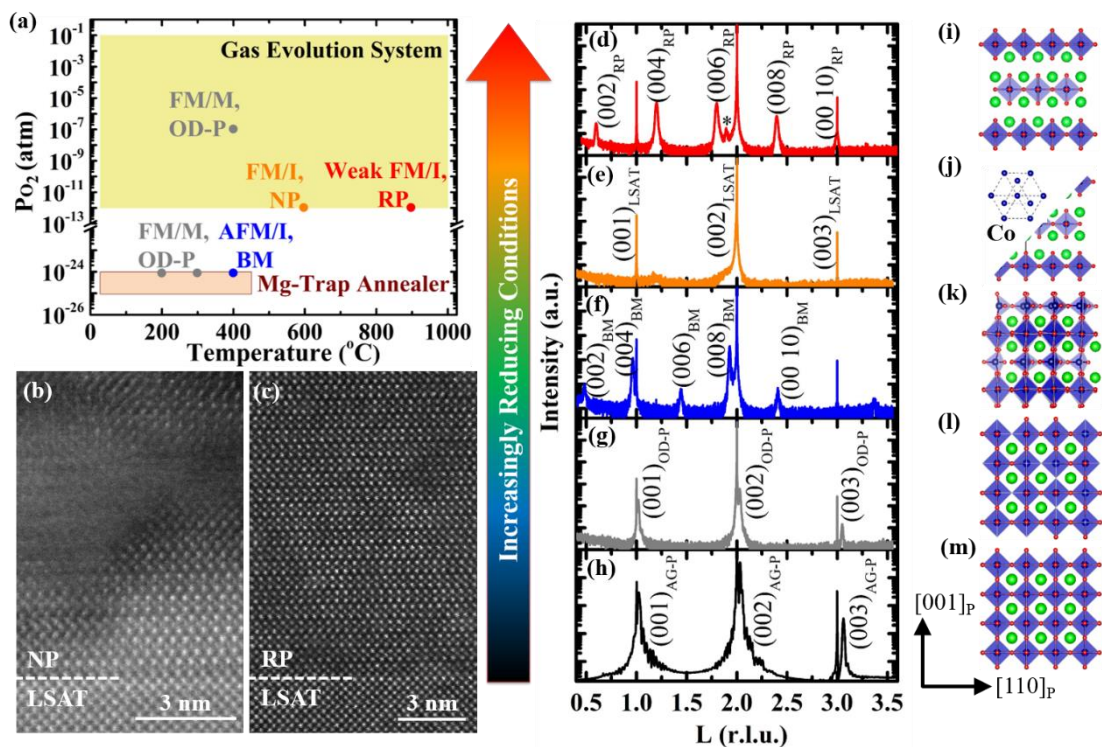 (a)
10⁻¹
10⁻³
10⁻⁵
10⁻⁷
10⁻⁹
10⁻¹¹
10⁻¹³
10⁻²⁴
10⁻²⁶
Po₂ (atm)
Gas Evolution System
FM/M,
OD-P
FM/I,
NP
Weak FM/I,
RP
FM/M,
OD-P
AFM/I,
BM
Mg-Trap Annealer
0 200 400 600 800 1000
Temperature (°C)
(b)
NP
LSAT
3 nm
(c)
RP
LSAT
3 nm
Increasingly Reducing Conditions
Intensity (a.u.)
(d)
(002)RP
(004)RP
(006)RP
*
(008)RP
(00 10)RP
(e)
(001)LSAT
(002)LSAT
(003)LSAT
(f)
(002)BM
(004)BM
(006)BM
(008)BM
(00 10)BM
(g)
(001)OD-P
(002)OD-P
(003)OD-P
(h)
(001)AG-P
(002)AG-P
(003)AG-P
0.5 1.0 1.5 2.0 2.5 3.0 3.5
L (r.l.u.)
(i)
(j)
Co
(k)
(l)
(m)
[001]P
[110]P